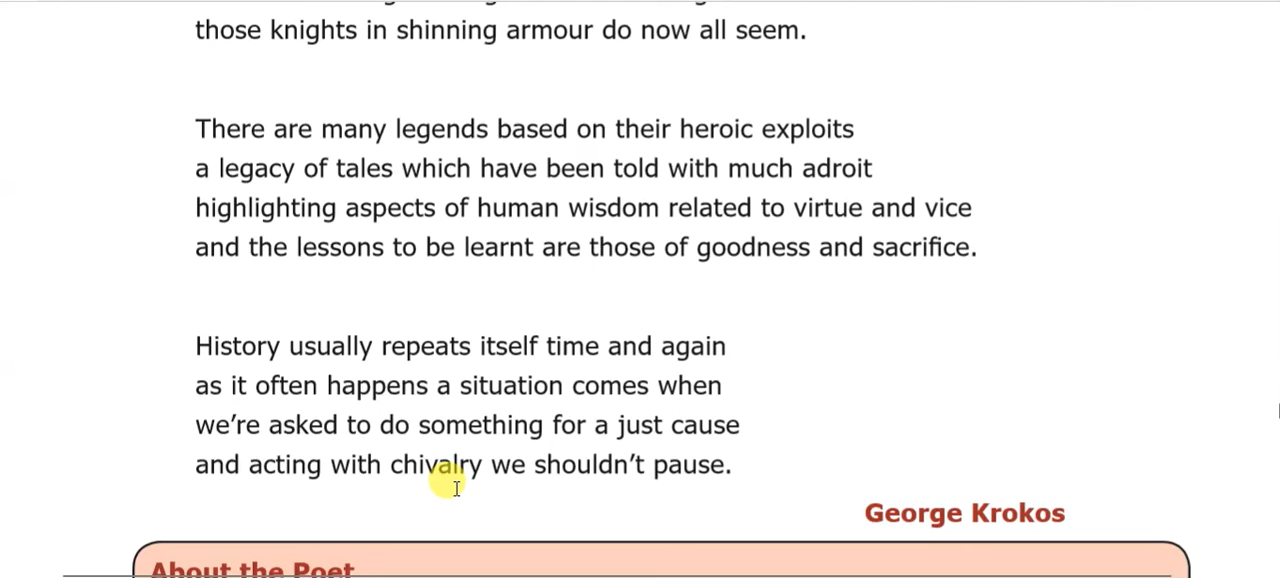 those knights in shinning armour do now all seem.
There are many legends based on their heroic exploits
a legacy of tales which have been told with much adroit
highlighting aspects of human wisdom related to virtue and vice
and the lessons to be learnt are those of goodness and sacrifice.
History usually repeats itself time and again
as it often happens a situation comes when
we’re asked to do something for a just cause
and acting with chivalry we shouldn’t pause.
George Krokos
About the Poet